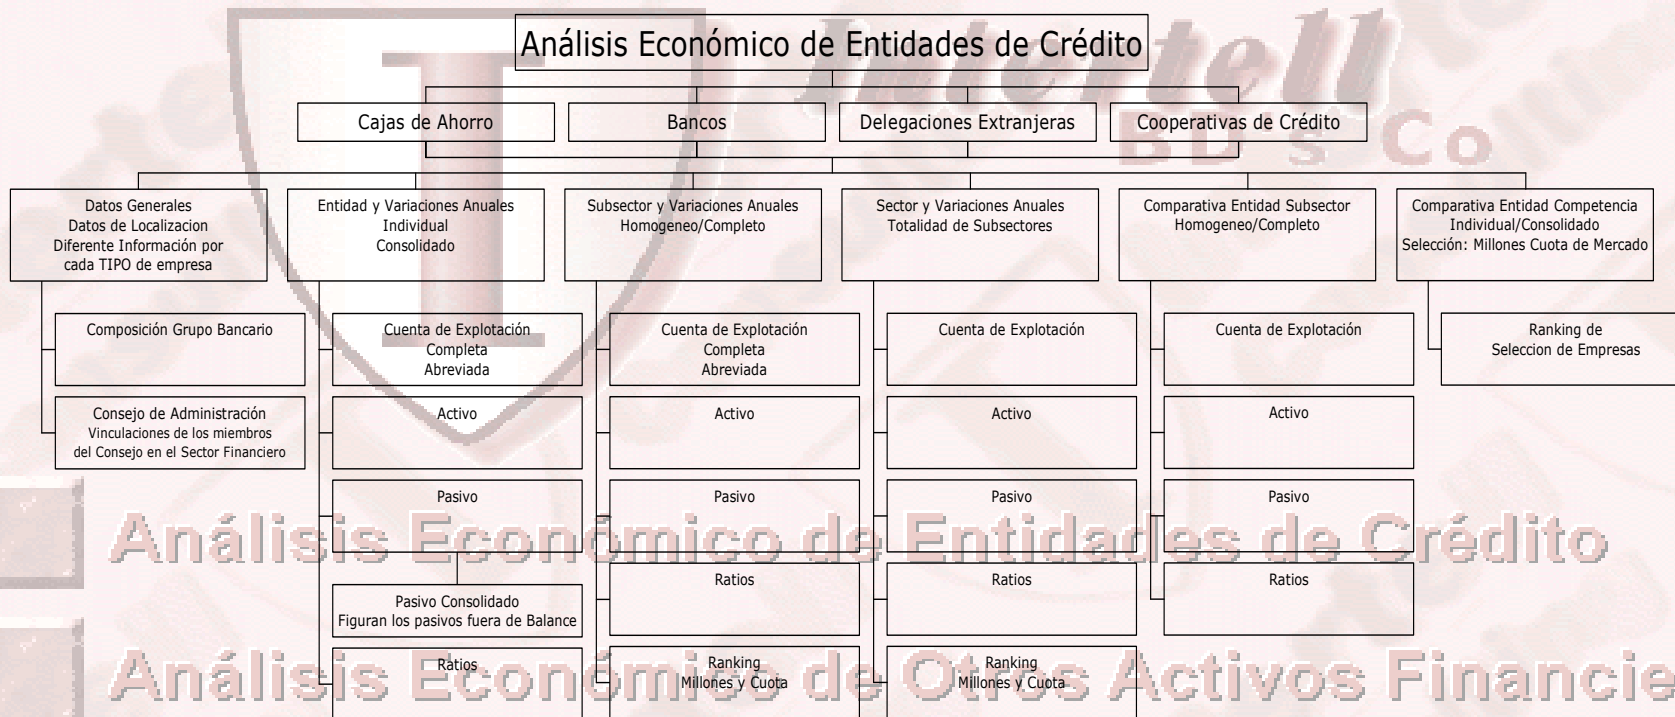 Análisis Económico de Entidades de Crédito
Intertell
BD's Co
Cajas de Ahorro
Bancos
Delegaciones Extranjeras
Cooperativas de Crédito
Datos Generales
Datos de Localizacion
Diferente Información por
cada TIPO de empresa
Entidad y Variaciones Anuales
Individual
Consolidado
Subsector y Variaciones Anuales
Homogeneo/Completo
Sector y Variaciones Anuales
Totalidad de Subsectores
Comparativa Entidad Subsector
Homogeneo/Completo
Comparativa Entidad Competencia
Individual/Consolidado
Selección: Millones Cuota de Mercado
Composición Grupo Bancario
Cuenta de Explotación
Completa
Abreviada
Cuenta de Explotación
Completa
Abreviada
Cuenta de Explotación
Cuenta de Explotación
Ranking de
Seleccion de Empresas
Consejo de Administración
Vinculaciones de los miembros
del Consejo en el Sector Financiero
Activo
Activo
Activo
Activo
Pasivo
Pasivo
Pasivo
Pasivo
Análisis Económico de Entidades de Crédito
Pasivo Consolidado
Figuran los pasivos fuera de Balance
Ratios
Ratios
Ratios
Ratios
Ranking
Millones y Cuota
Ranking
Millones y Cuota
Análisis Económico de Otros Activos Financie